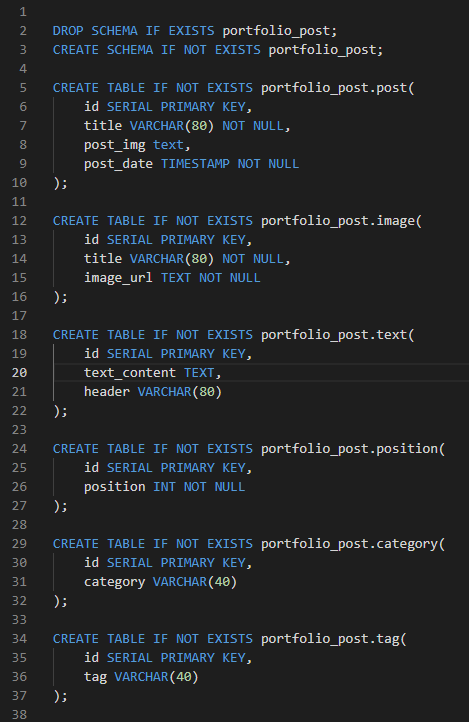 1
2 DROP SCHEMA IF EXISTS portfolio_post;
3 CREATE SCHEMA IF NOT EXISTS portfolio_post;
4
5 CREATE TABLE IF NOT EXISTS portfolio_post.post(
6     id SERIAL PRIMARY KEY,
7     title VARCHAR(80) NOT NULL,
8     post_img text,
9     post_date TIMESTAMP NOT NULL
10 );
11
12 CREATE TABLE IF NOT EXISTS portfolio_post.image(
13     id SERIAL PRIMARY KEY,
14     title VARCHAR(80) NOT NULL,
15     image_url TEXT NOT NULL
16 );
17
18 CREATE TABLE IF NOT EXISTS portfolio_post.text(
19     id SERIAL PRIMARY KEY,
20     text_content TEXT,
21     header VARCHAR(80)
22 );
23
24 CREATE TABLE IF NOT EXISTS portfolio_post.position(
25     id SERIAL PRIMARY KEY,
26     position INT NOT NULL
27 );
28
29 CREATE TABLE IF NOT EXISTS portfolio_post.category(
30     id SERIAL PRIMARY KEY,
31     category VARCHAR(40)
32 );
33
34 CREATE TABLE IF NOT EXISTS portfolio_post.tag(
35     id SERIAL PRIMARY KEY,
36     tag VARCHAR(40)
37 );
38